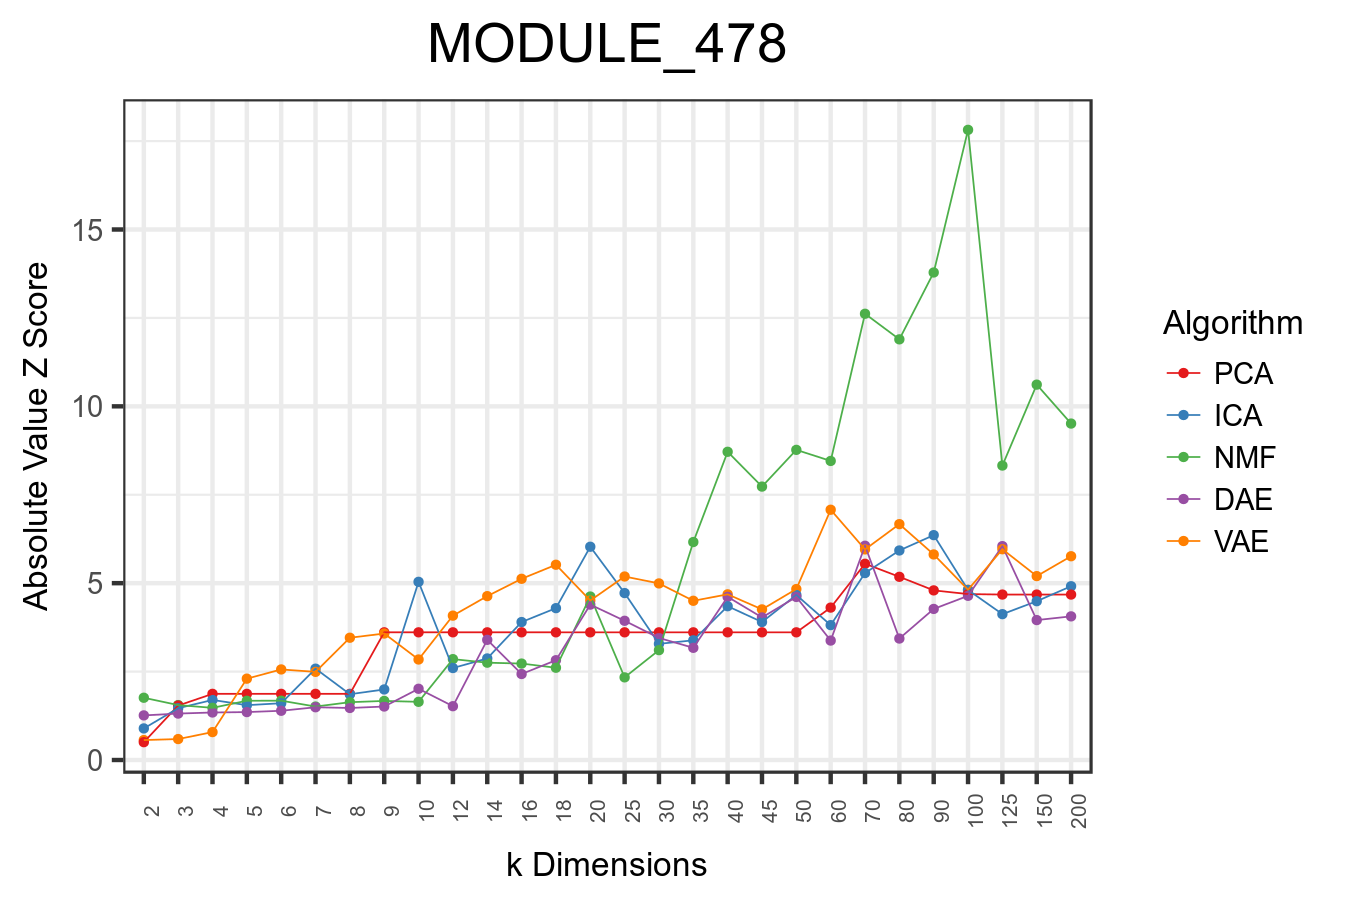 MODULE_478
Absolute Value Z Score
15
10
5
0
2 3 4 5 6 7 8 9 10 12 14 16 18 20 25 30 35 40 45 50 60 70 80 90 100 125 150 200
k Dimensions
Algorithm
PCA
ICA
NMF
DAE
VAE